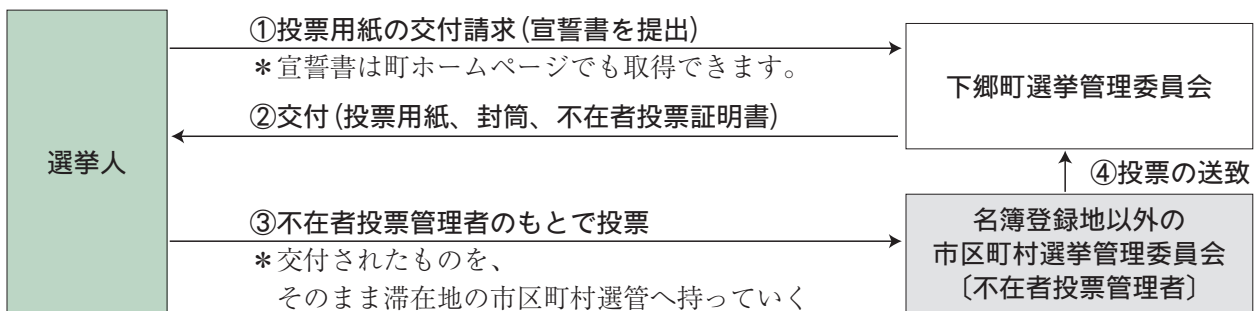 ①投票用紙の交付請求(宣誓書を提出)
＊宣誓書は町ホームページでも取得できます。
下郷町選挙管理委員会
②交付(投票用紙、封筒、不在者投票証明書)
選挙人
④投票の送致
③不在者投票管理者のもとで投票
＊交付されたものを、
そのまま滞在地の市区町村選管へ持っていく
名簿登録地以外の
市区町村選挙管理委員会
〔不在者投票管理者〕